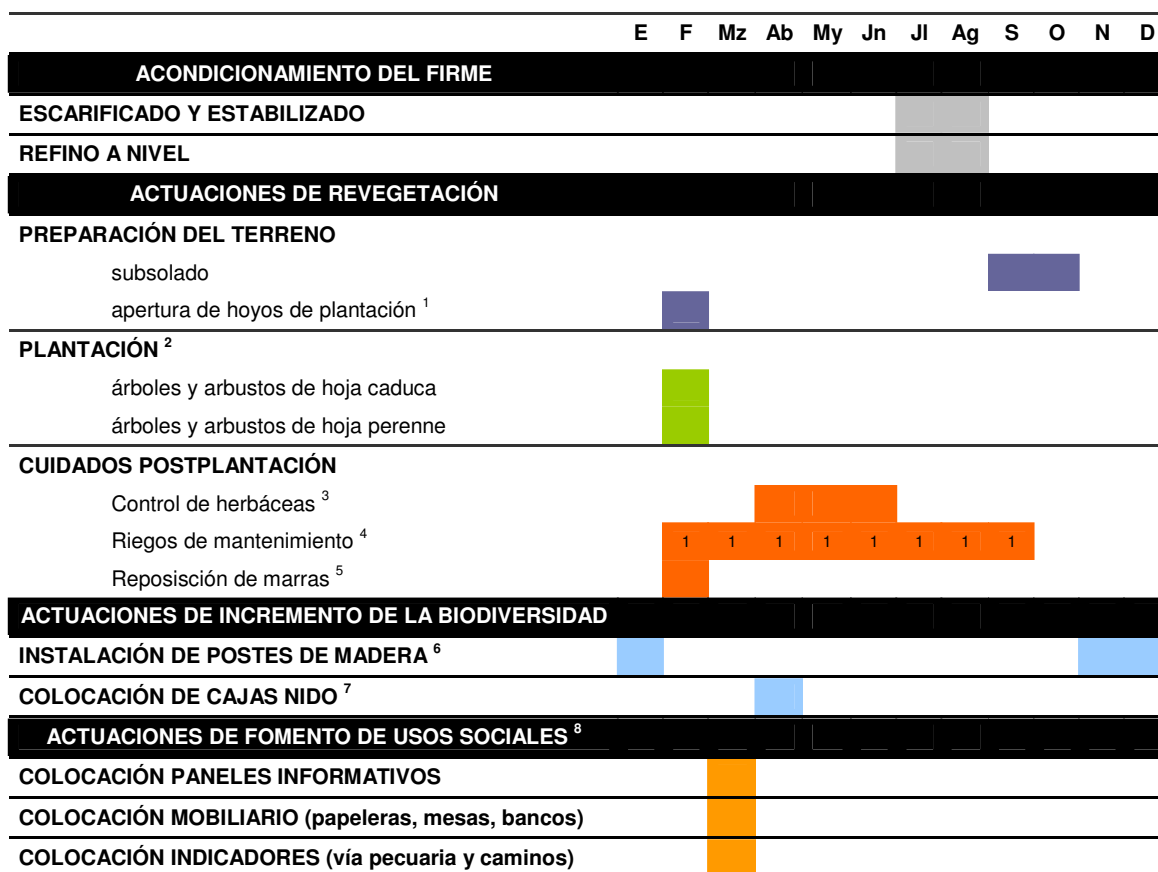 E F Mz Ab My Jn Jl Ag S O N D
ACONDICIONAMIENTO DEL FIRME
ESCARIFICADO Y ESTABILIZADO
REFINO A NIVEL
ACTUACIONES DE REVEGETACIÓN
PREPARACIÓN DEL TERRENO
subsolado
apertura de hoyos de plantación 1
PLANTACIÓN 2
árboles y arbustos de hoja caduca
árboles y arbustos de hoja perenne
CUIDADOS POSTPLANTACIÓN
Control de herbáceas 3
Riegos de mantenimiento 4 1 1 1 1 1 1 1 1
Reposisción de marras 5
ACTUACIONES DE INCREMENTO DE LA BIODIVERSIDAD
INSTALACIÓN DE POSTES DE MADERA 6
COLOCACIÓN DE CAJAS NIDO 7
ACTUACIONES DE FOMENTO DE USOS SOCIALES 8
COLOCACIÓN PANELES INFORMATIVOS
COLOCACIÓN MOBILIARIO (papeleras, mesas, bancos)
COLOCACIÓN INDICADORES (vía pecuaria y caminos)